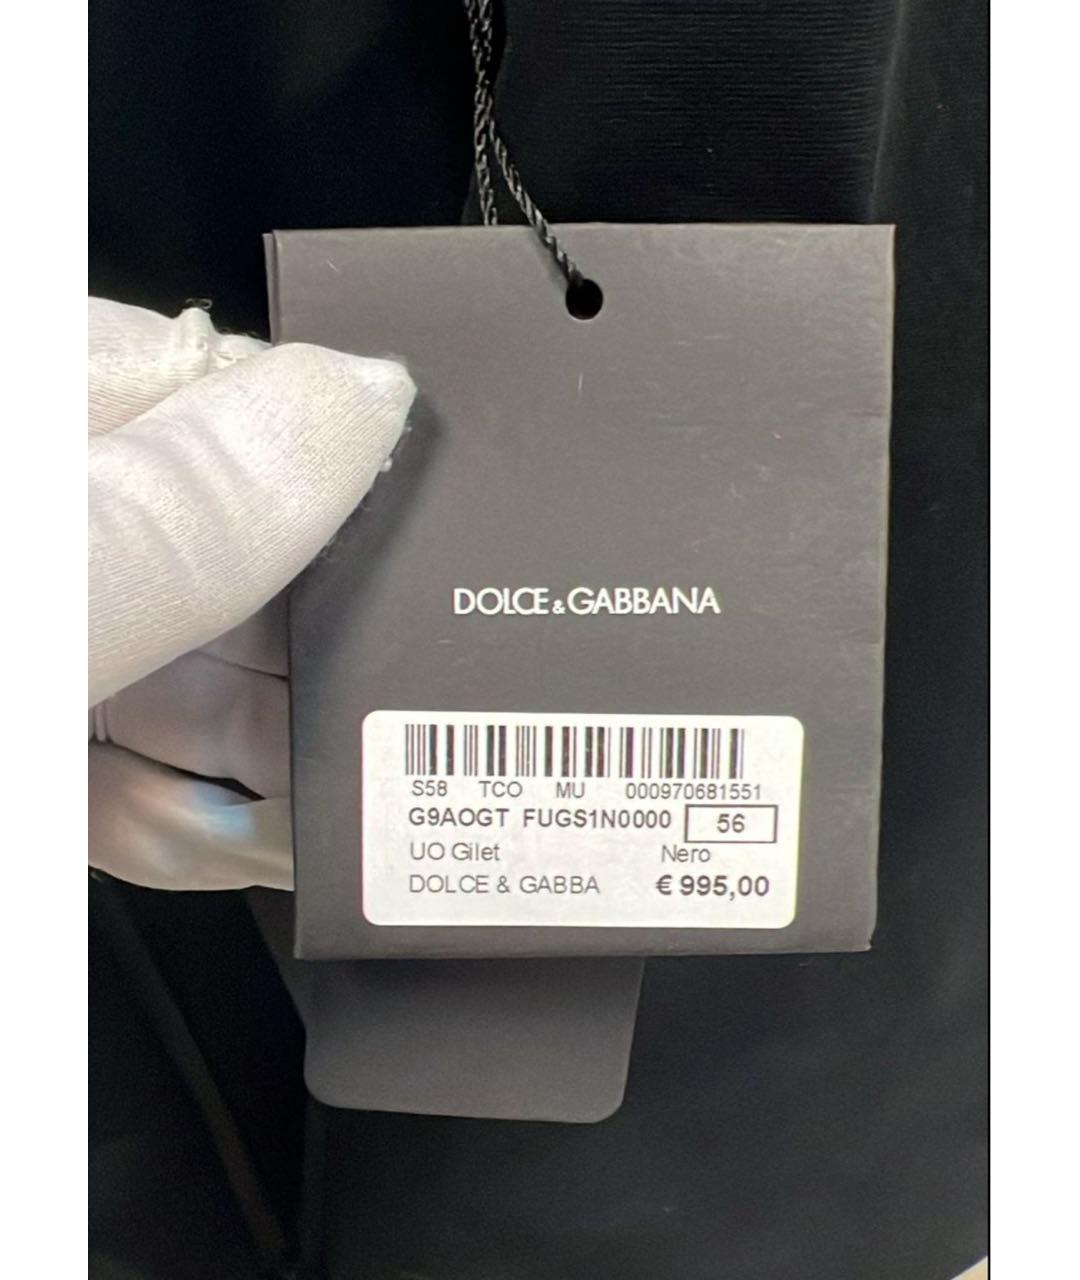 DOLCE&GABBANA
S58 TCO MU 000970681551
G9AOGT FUGS1N0000 56
UO Gilet Nero
DOLCE & GABBA € 995,00